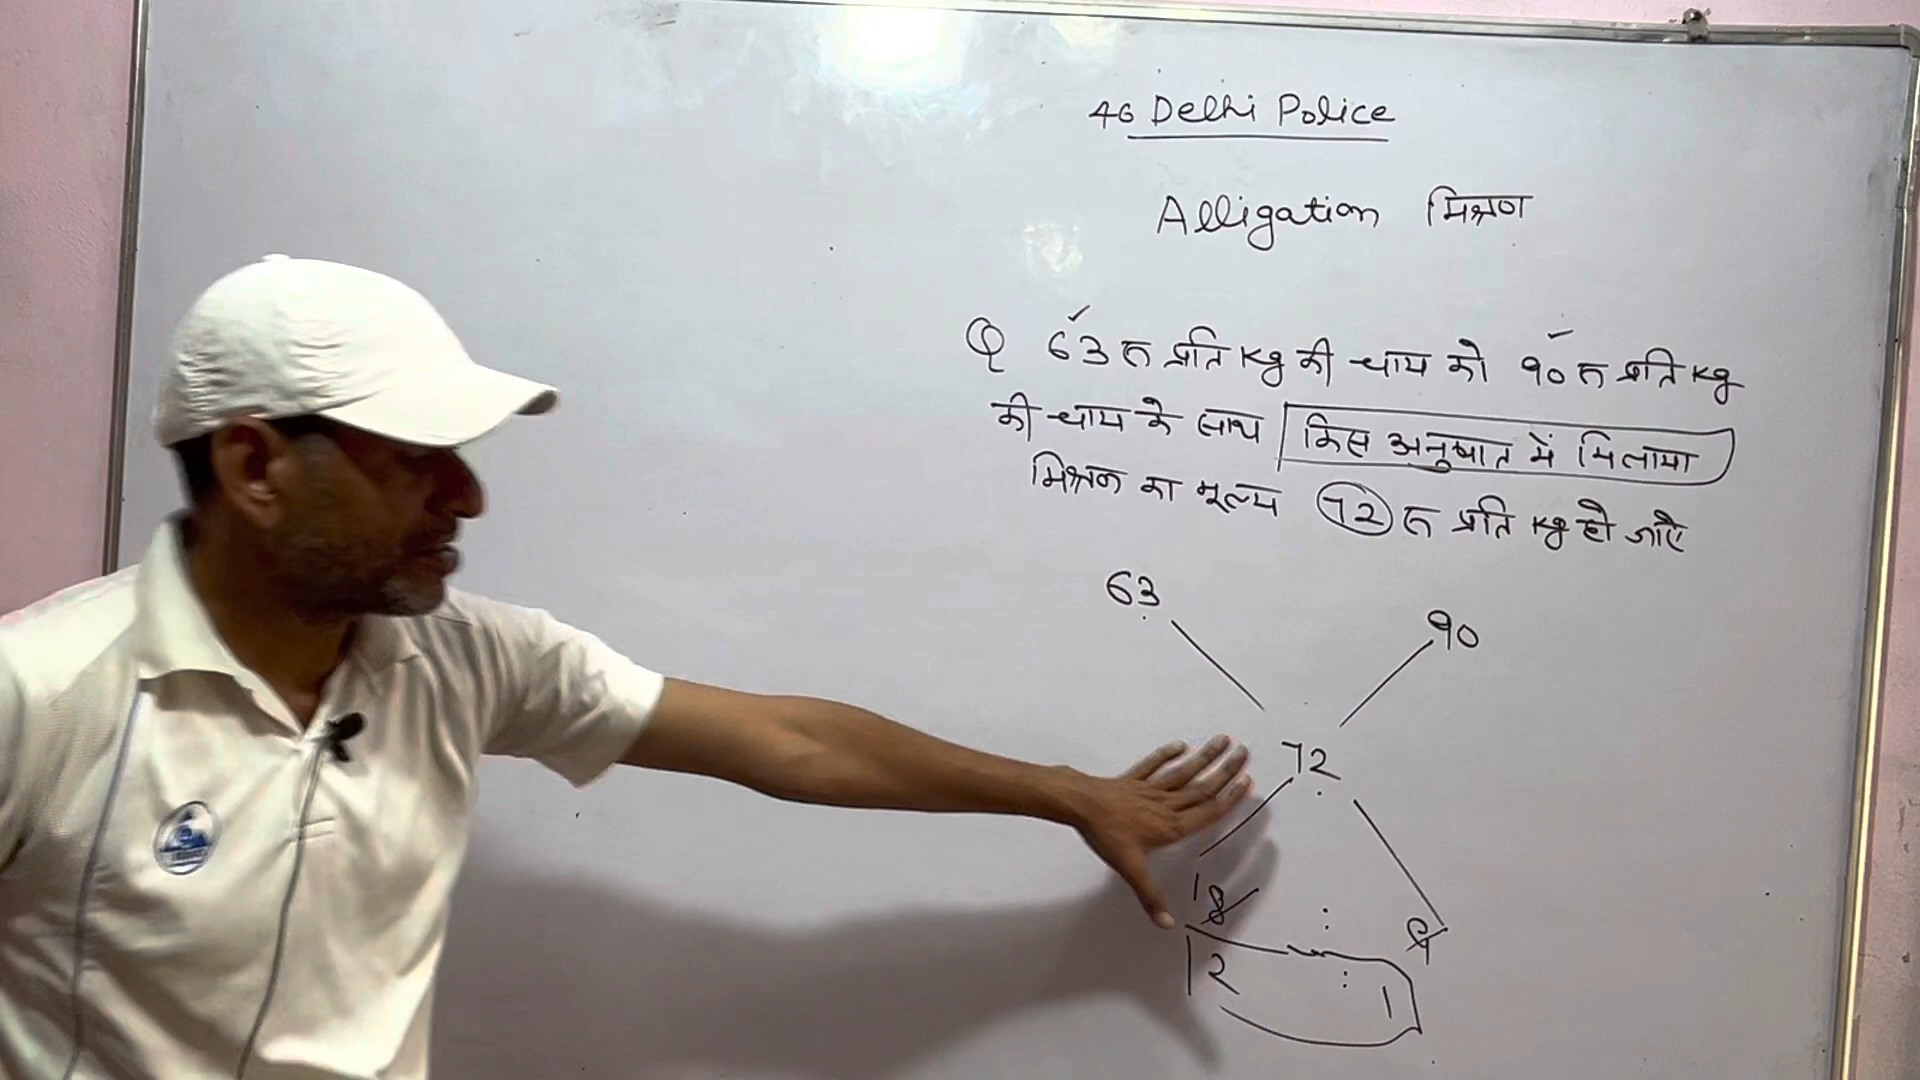 46 Delhi Police
Alligation मिश्रण
Q 63 रु प्रति kg की चाय को 90 रु प्रति kg
की चाय के साथ किस अनुपात में मिलाया
मिश्रण का मूल्य 72 रु प्रति kg हो जाए
63
90
72
18 : 9
2 : 1